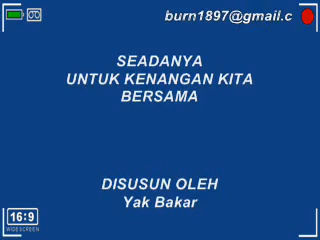 burn1897@gmail.c
SEADANYA
UNTUK KENANGAN KITA
BERSAMA
DISUSUN OLEH
Yak Bakar
16:9
WIDESCREEN